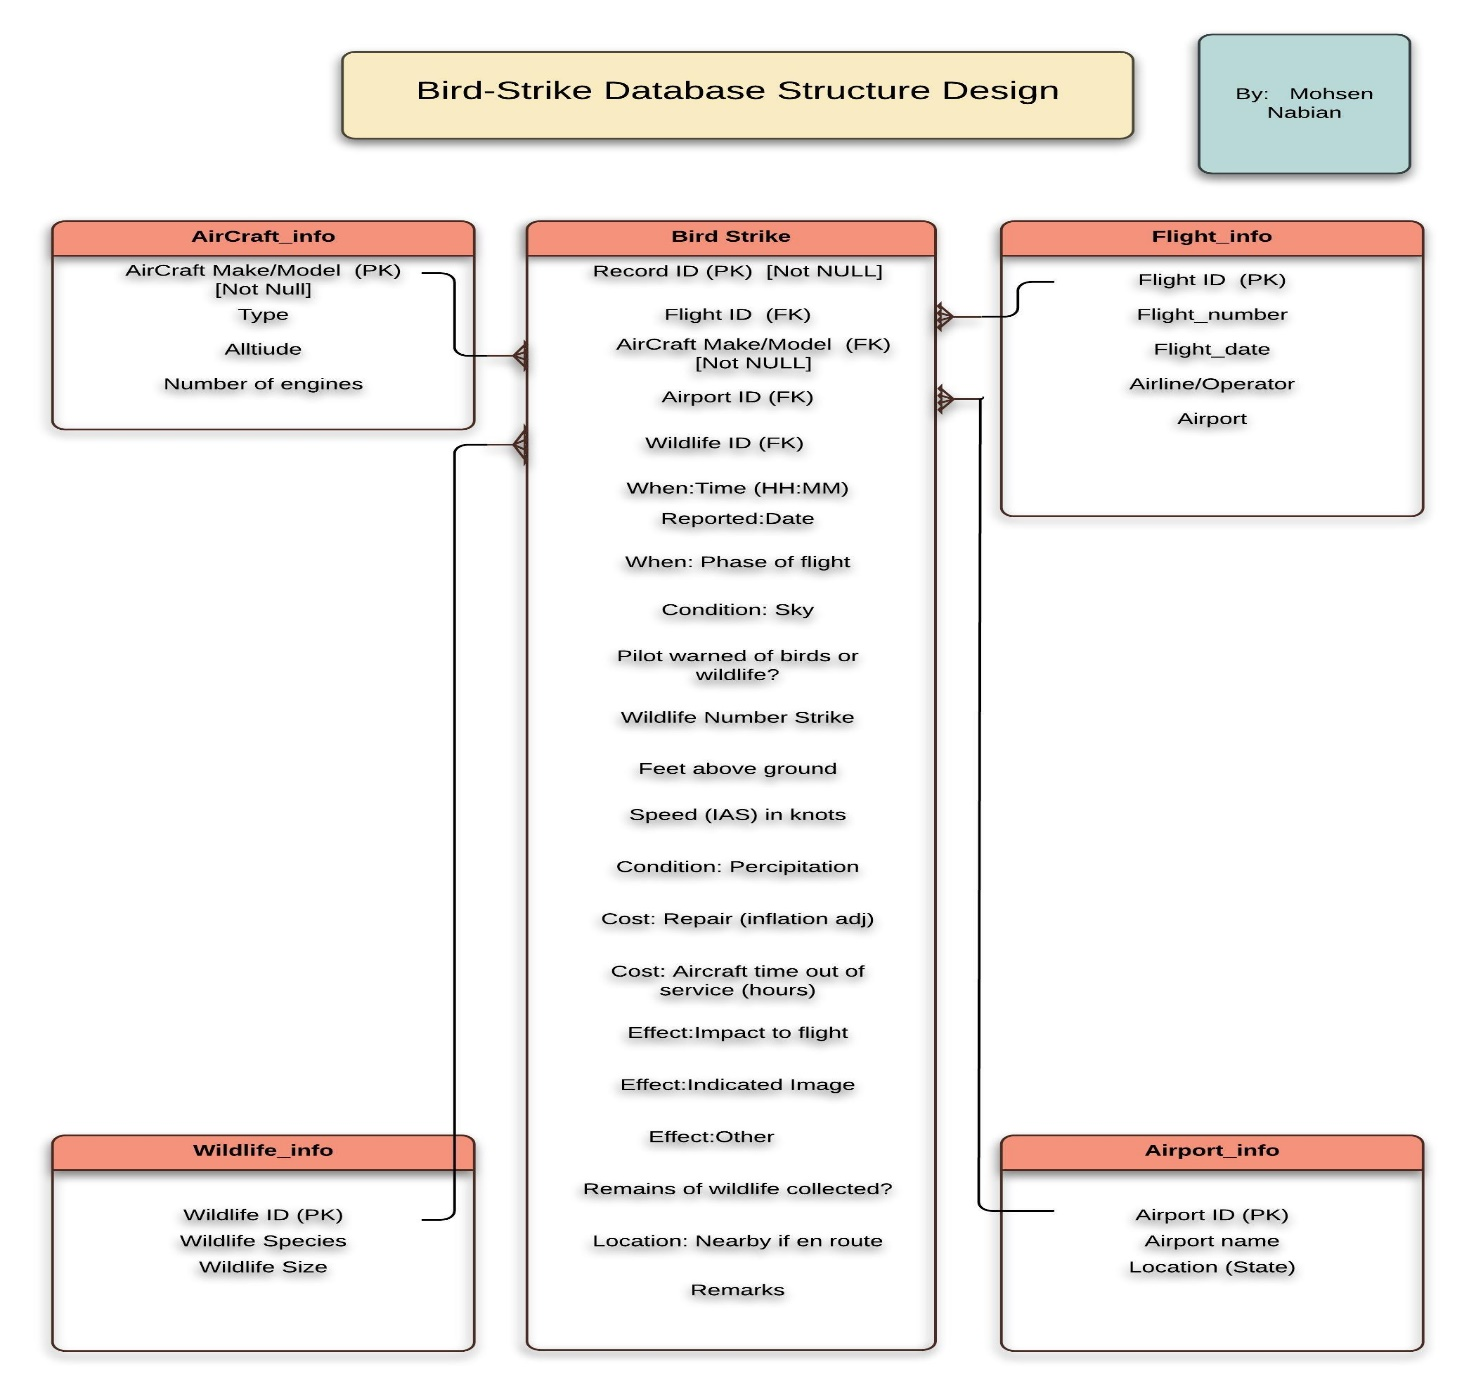 Bird-Strike Database Structure Design
By: Mohsen
Nabian
AirCraft_info
AirCraft Make/Model (PK)
[Not Null]
Type
Alltiude
Number of engines
Bird Strike
Record ID (PK) [Not NULL]
Flight ID (FK)
AirCraft Make/Model (FK)
[Not NULL]
Airport ID (FK)
Wildlife ID (FK)
When:Time (HH:MM)
Reported:Date
When: Phase of flight
Condition: Sky
Pilot warned of birds or
wildlife?
Wildlife Number Strike
Feet above ground
Speed (IAS) in knots
Condition: Percipitation
Cost: Repair (inflation adj)
Cost: Aircraft time out of
service (hours)
Effect:Impact to flight
Effect:Indicated Image
Effect:Other
Remains of wildlife collected?
Location: Nearby if en route
Remarks
Flight_info
Flight ID (PK)
Flight_number
Flight_date
Airline/Operator
Airport
Wildlife_info
Wildlife ID (PK)
Wildlife Species
Wildlife Size
Airport_info
Airport ID (PK)
Airport name
Location (State)